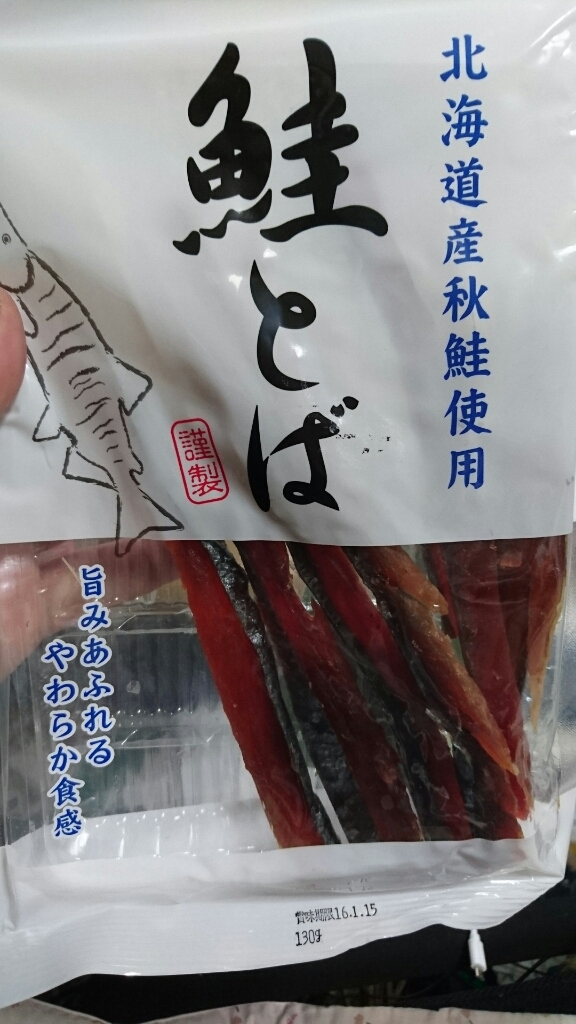 北海道産秋鮭使用
鮭とば
謹製
旨みあふれる
やわらか食感
賞味期限16.1.15
130g